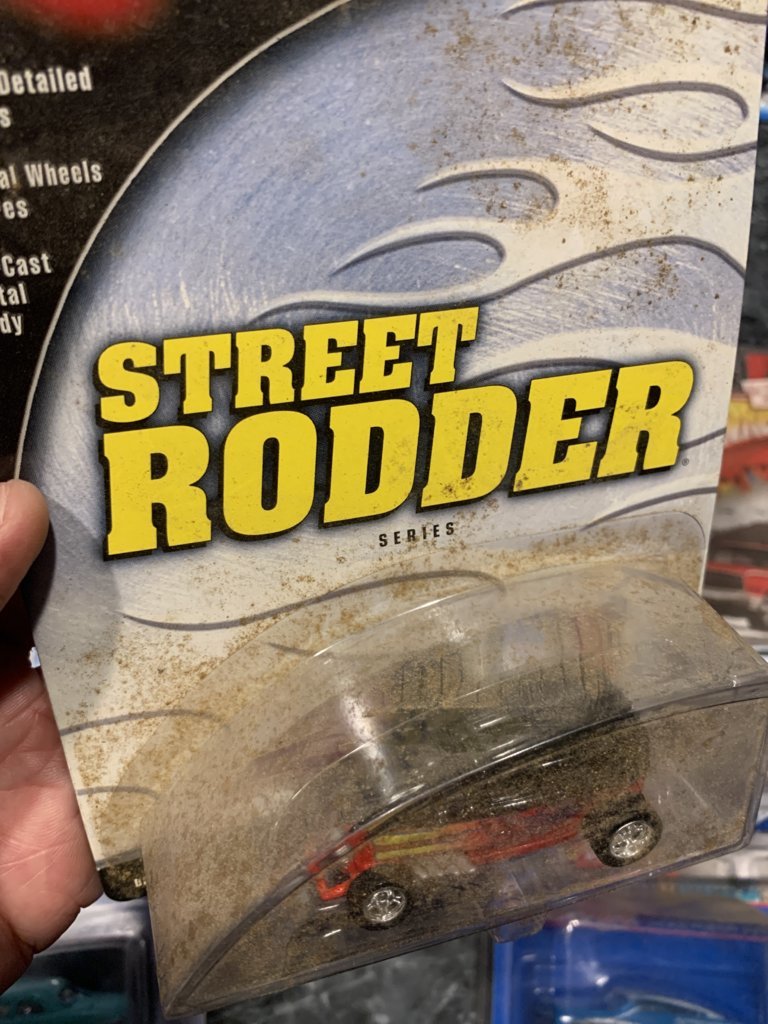 Detailed
s
al Wheels
es
Cast
tal
dy
STREET
RODDER®
SERIES